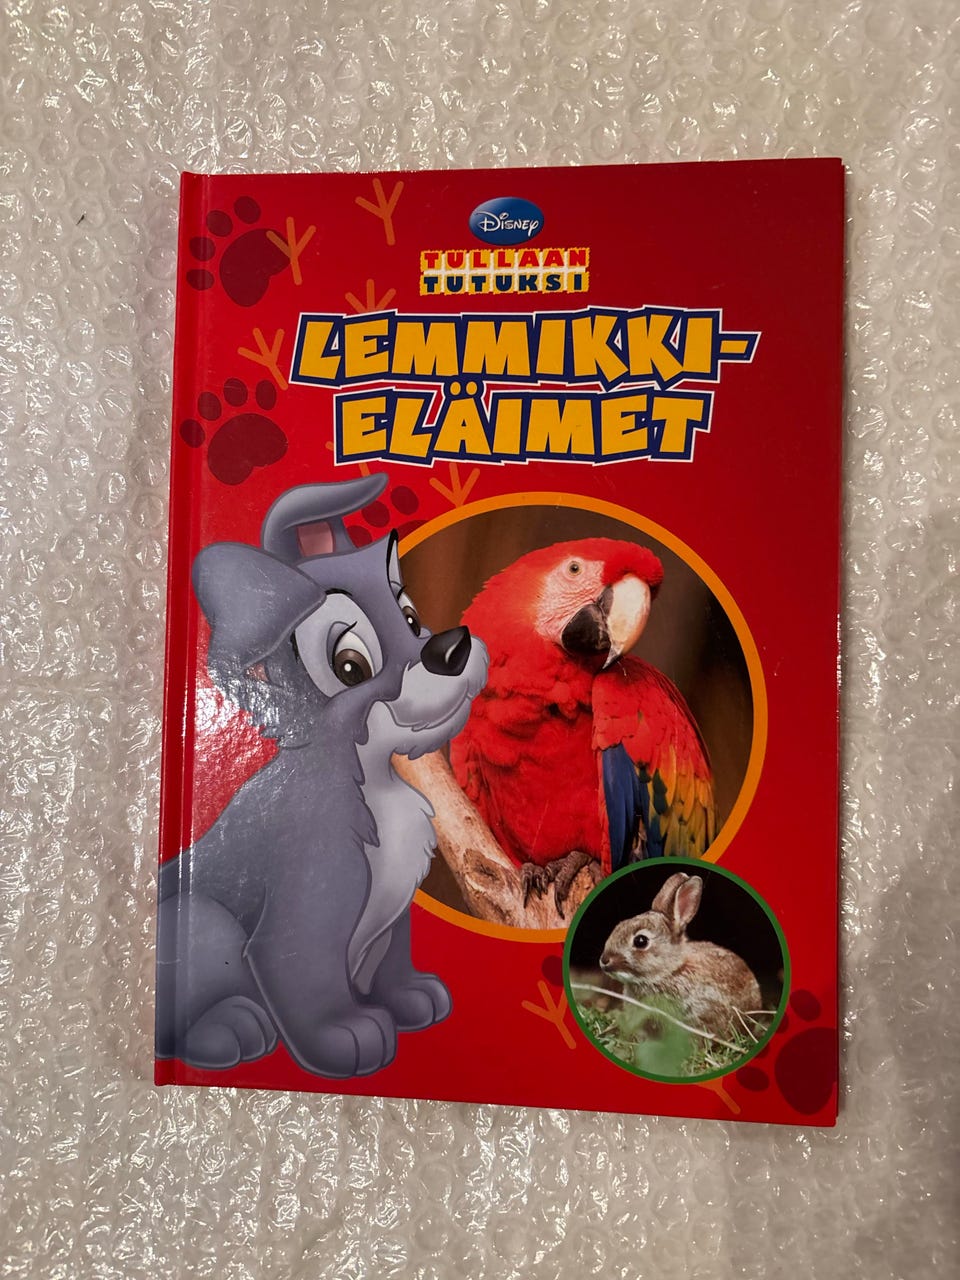 Disney
TULLAAN
TUTUKSI
LEMMIKKI-
ELÄIMET